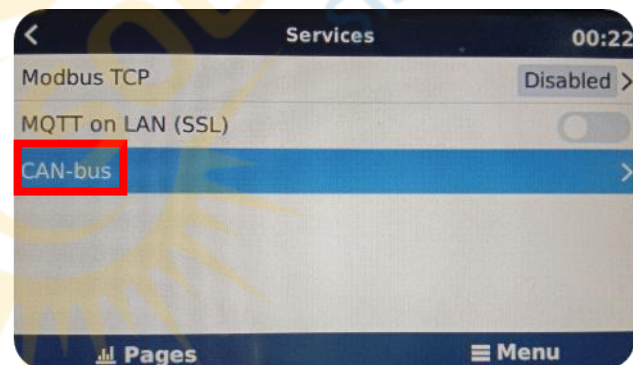 Services
00:22
Modbus TCP
Disabled
MQTT on LAN (SSL)
CAN-bus
Pages
Menu